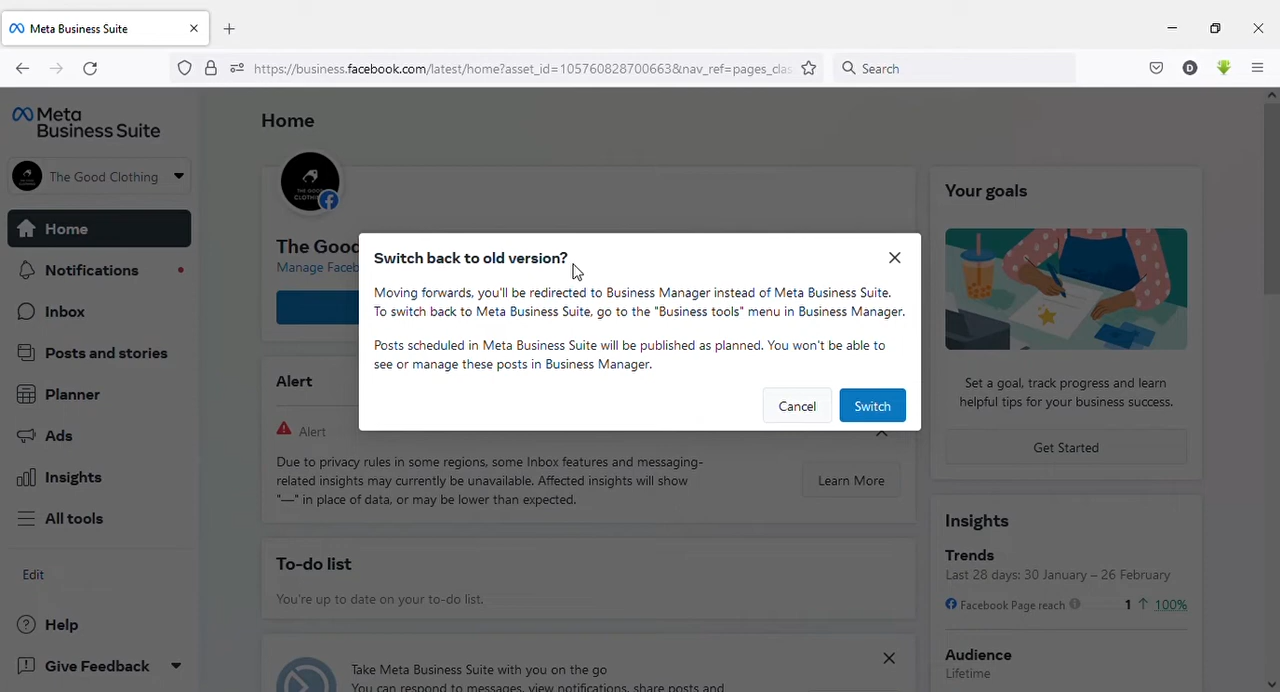 Meta Business Suite
https://business.facebook.com/latest/home?asset_id=105760828700663&nav_ref=pages_clas
Search
D
Meta
Business Suite
The Good Clothing
Home
Notifications
Inbox
Posts and stories
Planner
Ads
Insights
All tools
Edit
Help
Give Feedback
Home
THE GOOD
CLOTH
The Good
Manage Faceb
Switch back to old version?
Moving forwards, you'll be redirected to Business Manager instead of Meta Business Suite.
To switch back to Meta Business Suite, go to the "Business tools" menu in Business Manager.
Posts scheduled in Meta Business Suite will be published as planned. You won't be able to
see or manage these posts in Business Manager.
Cancel
Switch
Alert
Alert
Due to privacy rules in some regions, some Inbox features and messaging-
related insights may currently be unavailable. Affected insights will show
"—" in place of data, or may be lower than expected.
Learn More
To-do list
You're up to date on your to-do list.
Take Meta Business Suite with you on the go
You can respond to messages, view notifications, share posts and
Your goals
Set a goal, track progress and learn
helpful tips for your business success.
Get Started
Insights
Trends
Last 28 days: 30 January – 26 February
Facebook Page reach 1 ↑ 100%
Audience
Lifetime